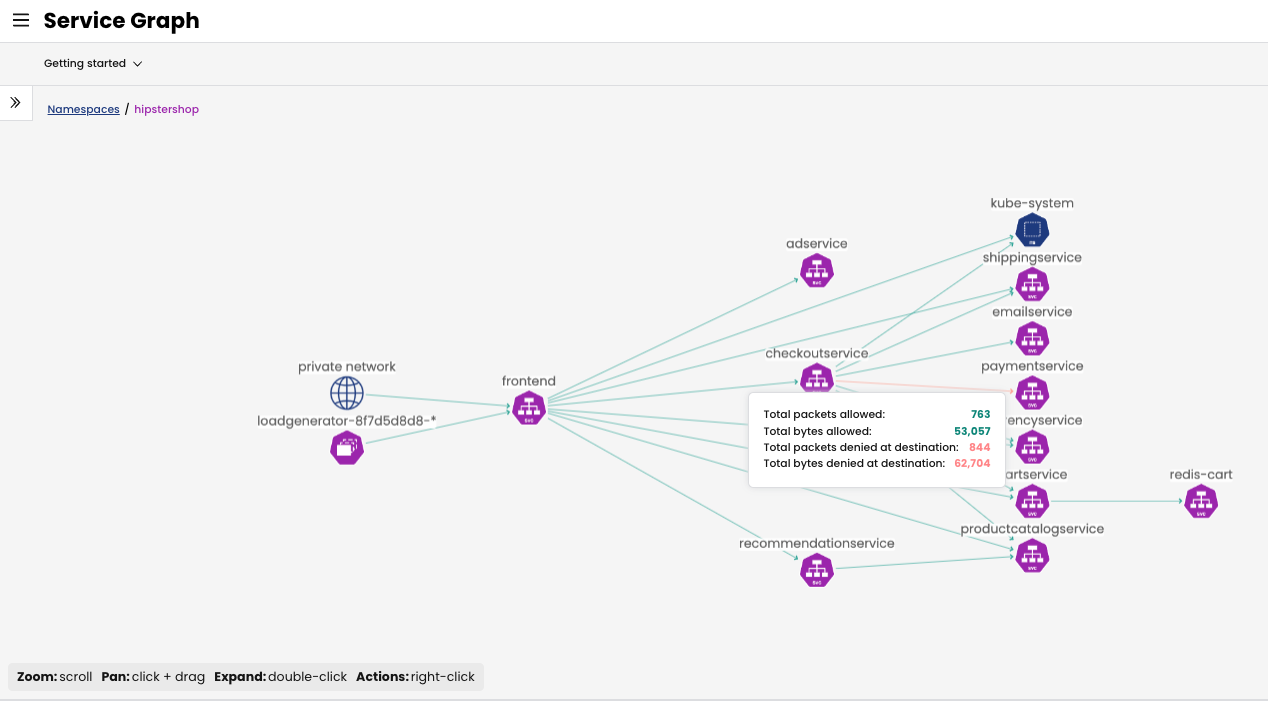 Service Graph
Getting started
Namespaces / hipstershop
kube-system
adservice
shippingservice
emailservice
checkoutservice
private network
paymentservice
frontend
loadgenerator-8f7d5d8d8-*
Total packets allowed: 763
Total bytes allowed: 53,057
Total packets denied at destination: 844
Total bytes denied at destination: 62,704
rencyservice
artservice
redis-cart
productcatalogservice
recommendationservice
Zoom: scroll Pan: click + drag Expand: double-click Actions: right-click